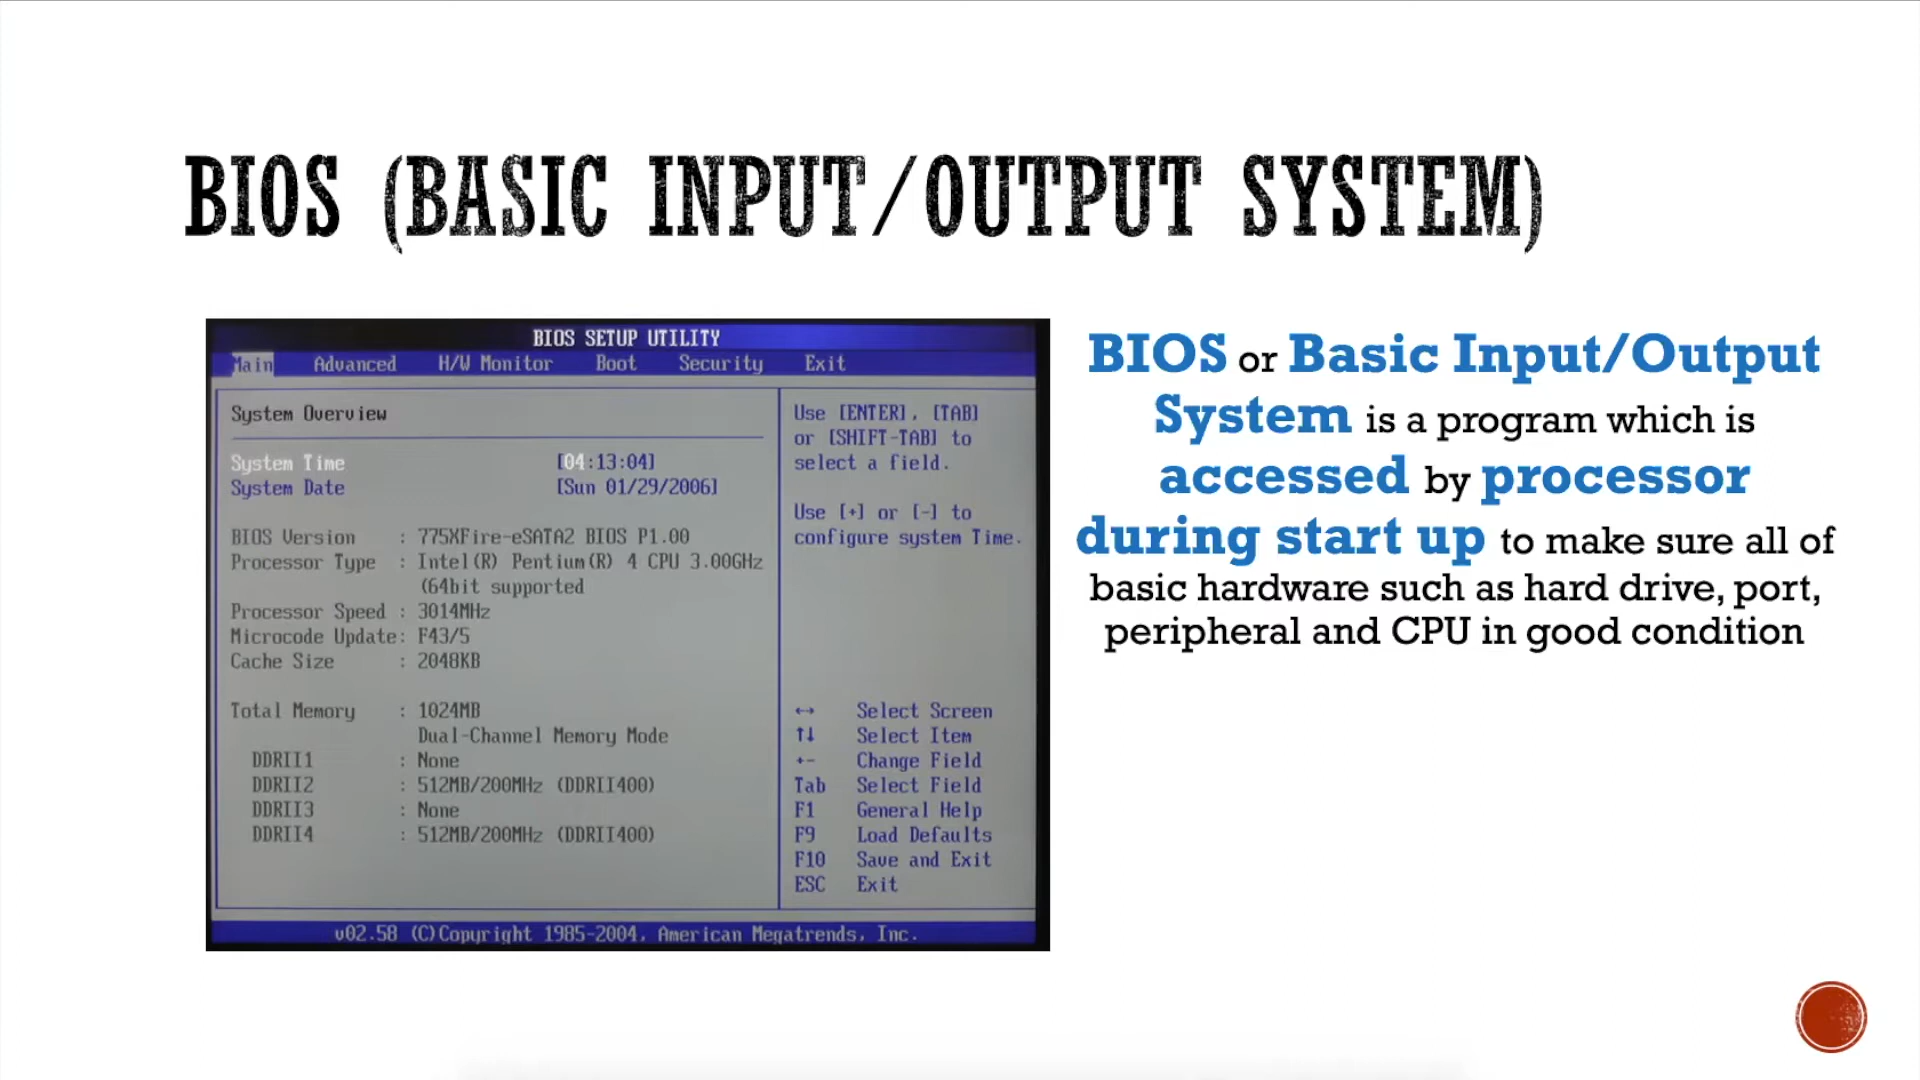 BIOS (BASIC INPUT/OUTPUT SYSTEM)
BIOS SETUP UTILITY
Main Advanced H/W Monitor Boot Security Exit
System Overview
System Time [04:13:04]
System Date [Sun 01/29/2006]
BIOS Version : 775XFire-eSATA2 BIOS P1.00
Processor Type : Intel(R) Pentium(R) 4 CPU 3.00GHz
(64bit supported
Processor Speed : 3014MHz
Microcode Update: F43/5
Cache Size : 2048KB
Total Memory : 1024MB
Dual-Channel Memory Mode
DDRII1 : None
DDRII2 : 512MB/200MHz (DDRII400)
DDRII3 : None
DDRII4 : 512MB/200MHz (DDRII400)
Use [ENTER], [TAB]
or [SHIFT-TAB] to
select a field.
Use [+] or [-] to
configure system Time.
↔ Select Screen
↑↓ Select Item
+- Change Field
Tab Select Field
F1 General Help
F9 Load Defaults
F10 Save and Exit
ESC Exit
v02.58 (C)Copyright 1985-2004, American Megatrends, Inc.
BIOS or Basic Input/Output
System is a program which is
accessed by processor
during start up to make sure all of
basic hardware such as hard drive, port,
peripheral and CPU in good condition